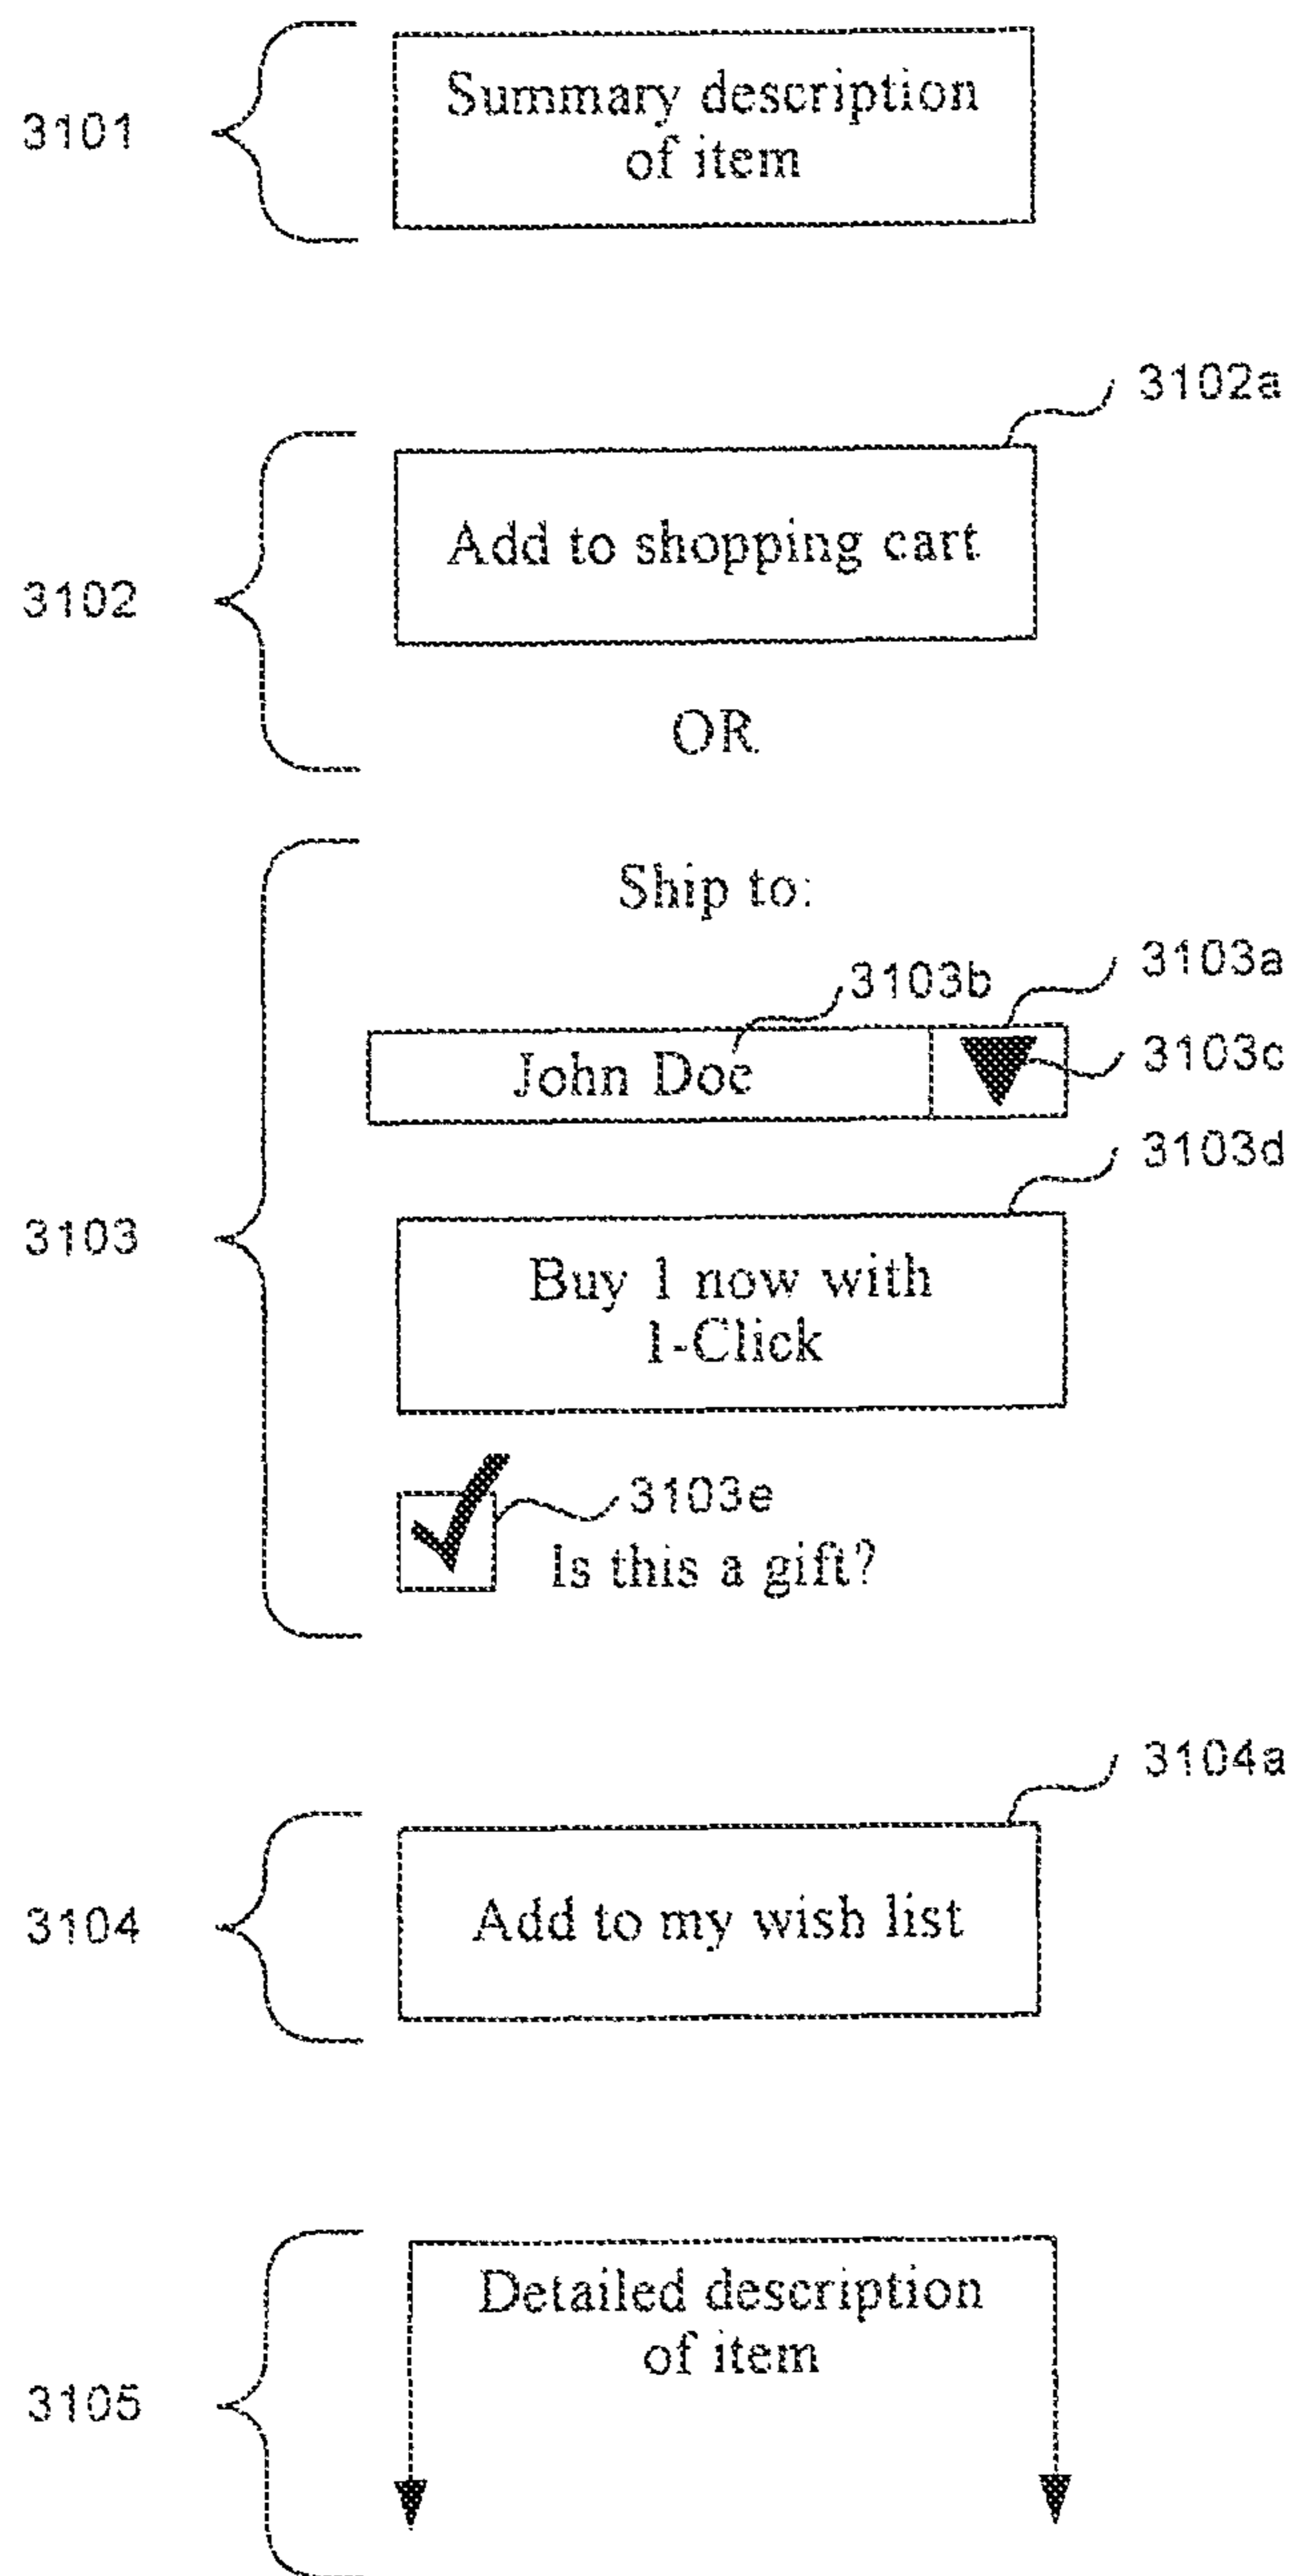 3101
Summary description
of item
3102a
3102
Add to shopping cart
OR
3103
Ship to:
3103a
3103b
John Doe
3103c
3103d
Buy 1 now with
1-Click
3103e
Is this a gift?
3104a
3104
Add to my wish list
3105
Detailed description
of item